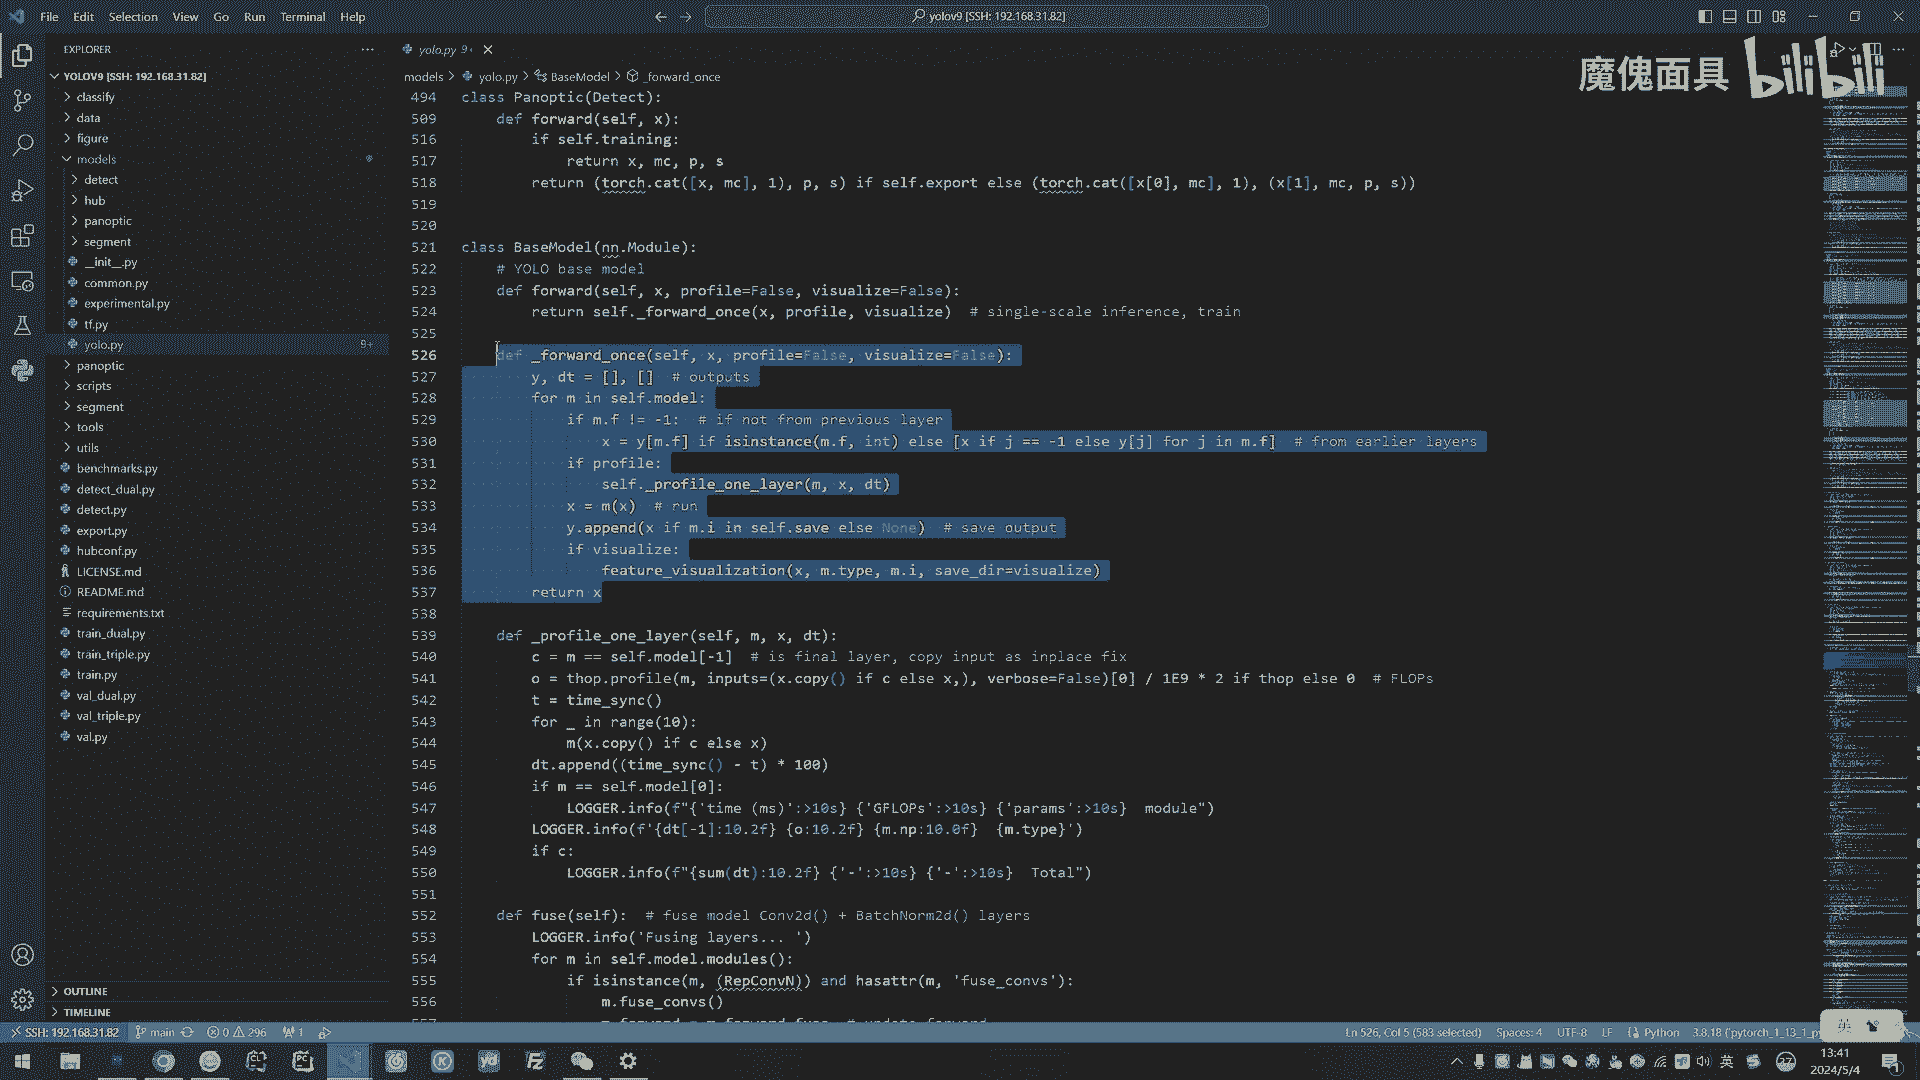 File Edit Selection View Go Run Terminal Help
yolov9 [SSH: 192.168.31.82]
EXPLORER
yolo.py 9+
魔傀面具 bilibili
YOLOV9 [SSH: 192.168.31.82]
models > yolo.py > BaseModel > _forward_once
classify
data
figure
models
detect
hub
panoptic
segment
__init__.py
common.py
experimental.py
tf.py
yolo.py 9+
panoptic
scripts
segment
tools
utils
benchmarks.py
detect_dual.py
detect.py
export.py
hubconf.py
LICENSE.md
README.md
requirements.txt
train_dual.py
train_triple.py
train.py
val_dual.py
val_triple.py
val.py
OUTLINE
TIMELINE
494 class Panoptic(Detect):
509 def forward(self, x):
516 if self.training:
517 return x, mc, p, s
518 return (torch.cat([x, mc], 1), p, s) if self.export else (torch.cat([x[0], mc], 1), (x[1], mc, p, s))
519
520
521 class BaseModel(nn.Module):
522 # YOLO base model
523 def forward(self, x, profile=False, visualize=False):
524 return self._forward_once(x, profile, visualize)  # single-scale inference, train
525
526 def _forward_once(self, x, profile=False, visualize=False):
527 y, dt = [], []  # outputs
528 for m in self.model:
529 if m.f != -1:  # if not from previous layer
530 x = y[m.f] if isinstance(m.f, int) else [x if j == -1 else y[j] for j in m.f]  # from earlier layers
531 if profile:
532 self._profile_one_layer(m, x, dt)
533 x = m(x)  # run
534 y.append(x if m.i in self.save else None)  # save output
535 if visualize:
536 feature_visualization(x, m.type, m.i, save_dir=visualize)
537 return x
538
539 def _profile_one_layer(self, m, x, dt):
540 c = m == self.model[-1]  # is final layer, copy input as inplace fix
541 o = thop.profile(m, inputs=(x.copy() if c else x,), verbose=False)[0] / 1E9 * 2 if thop else 0  # FLOPs
542 t = time_sync()
543 for _ in range(10):
544 m(x.copy() if c else x)
545 dt.append((time_sync() - t) * 100)
546 if m == self.model[0]:
547 LOGGER.info(f"{'time (ms)':>10s} {'GFLOPs':>10s} {'params':>10s}  module")
548 LOGGER.info(f'{dt[-1]:10.2f} {o:10.2f} {m.np:10.0f}  {m.type}')
549 if c:
550 LOGGER.info(f"{sum(dt):10.2f} {'-':>10s} {'-':>10s}  Total")
551
552 def fuse(self):  # fuse model Conv2d() + BatchNorm2d() layers
553 LOGGER.info('Fusing layers... ')
554 for m in self.model.modules():
555 if isinstance(m, (RepConvN)) and hasattr(m, 'fuse_convs'):
556 m.fuse_convs()
SSH: 192.168.31.82 main 0 296 1 Ln 526, Col 5 (583 selected) Spaces: 4 UTF-8 LF Python 3.8.18 ('pytorch_1_13_1_py
英
13:41
2024/5/4